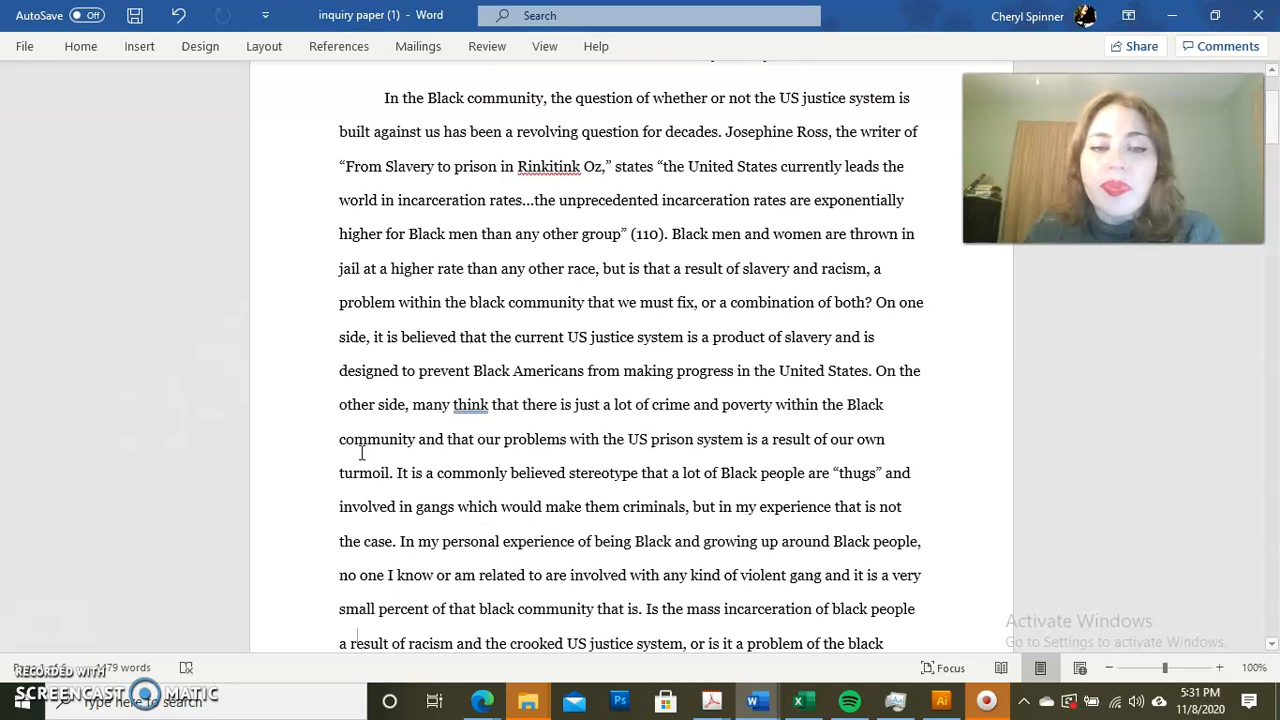 AutoSave Off inquiry paper (1) - Word Search Cheryl Spinner
File Home Insert Design Layout References Mailings Review View Help Share Comments
In the Black community, the question of whether or not the US justice system is
built against us has been a revolving question for decades. Josephine Ross, the writer of
“From Slavery to prison in Rinkitink Oz,” states “the United States currently leads the
world in incarceration rates...the unprecedented incarceration rates are exponentially
higher for Black men than any other group” (110). Black men and women are thrown in
jail at a higher rate than any other race, but is that a result of slavery and racism, a
problem within the black community that we must fix, or a combination of both? On one
side, it is believed that the current US justice system is a product of slavery and is
designed to prevent Black Americans from making progress in the United States. On the
other side, many think that there is just a lot of crime and poverty within the Black
community and that our problems with the US prison system is a result of our own
turmoil. It is a commonly believed stereotype that a lot of Black people are “thugs” and
involved in gangs which would make them criminals, but in my experience that is not
the case. In my personal experience of being Black and growing up around Black people,
no one I know or am related to are involved with any kind of violent gang and it is a very
small percent of that black community that is. Is the mass incarceration of black people
a result of racism and the crooked US justice system, or is it a problem of the black
Activate Windows
Go to Settings to activate Windows.
words Focus 100%
RECORDED WITH
SCREENCAST MATIC
Type here to search
5:31 PM
11/8/2020